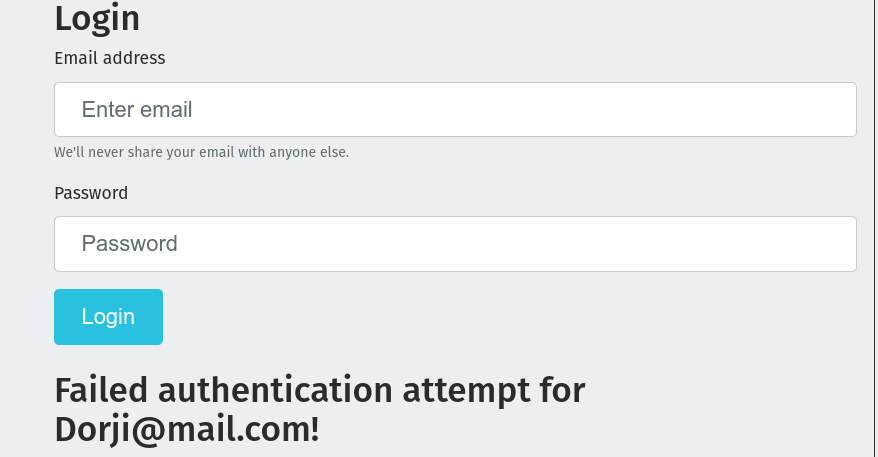 Login
Email address
Enter email
We'll never share your email with anyone else.
Password
Password
Login
Failed authentication attempt for
Dorji@mail.com!